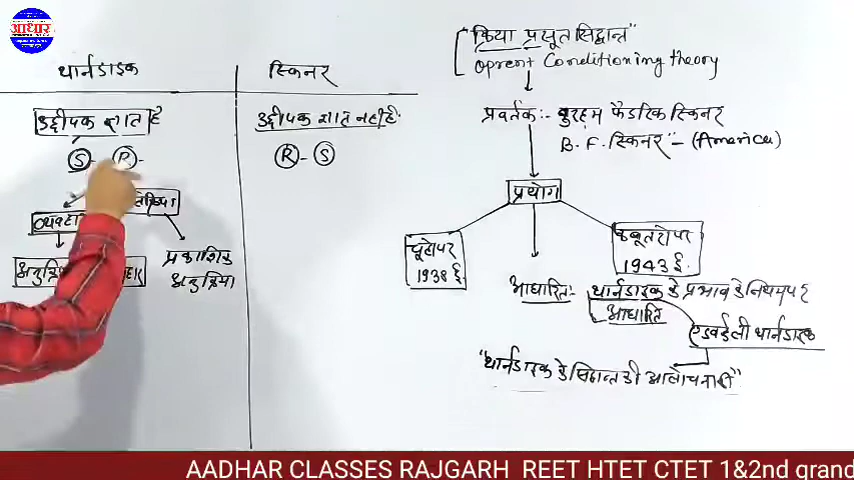 आधार
थार्नडाइक
उद्दीपक ज्ञात है
S - R -
प्रकाशित
अनुक्रिया
स्किनर
उद्दीपक ज्ञात नहीं है।
R - S
क्रिया प्रसूत सिद्धान्त"
Oprent Conditioning theory
प्रवर्तक :- बुरहम फ्रैडरिक स्किनर
B. F. स्किनर" - (America)
प्रयोग
चूहो पर
1938 ई.
कबूतरो पर
1943 ई.
आधारितः- थार्नडाइक के प्रभाव के नियम पर
आधारित
एडवर्ड ली थार्नडाइक
"थार्नडाइक के सिद्धान्त की आलोचना की"
AADHAR CLASSES RAJGARH REET HTET CTET 1&2nd grand